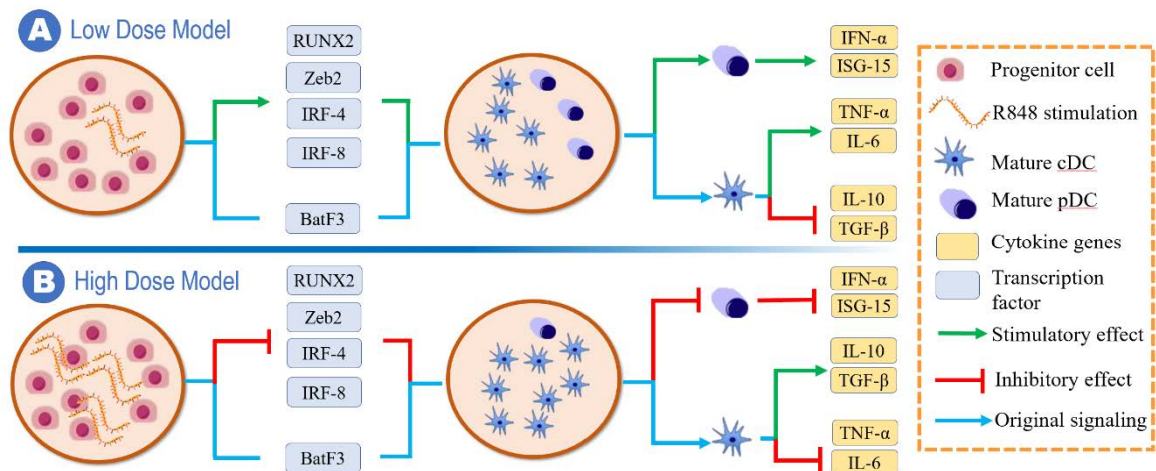 A Low Dose Model
RUNX2
Zeb2
IRF-4
IRF-8
BatF3
IFN-α
ISG-15
TNF-α
IL-6
IL-10
TGF-β
B High Dose Model
RUNX2
Zeb2
IRF-4
IRF-8
BatF3
IFN-α
ISG-15
IL-10
TGF-β
TNF-α
IL-6
Progenitor cell
R848 stimulation
Mature cDC
Mature pDC
Cytokine genes
Transcription
factor
Stimulatory effect
Inhibitory effect
Original signaling